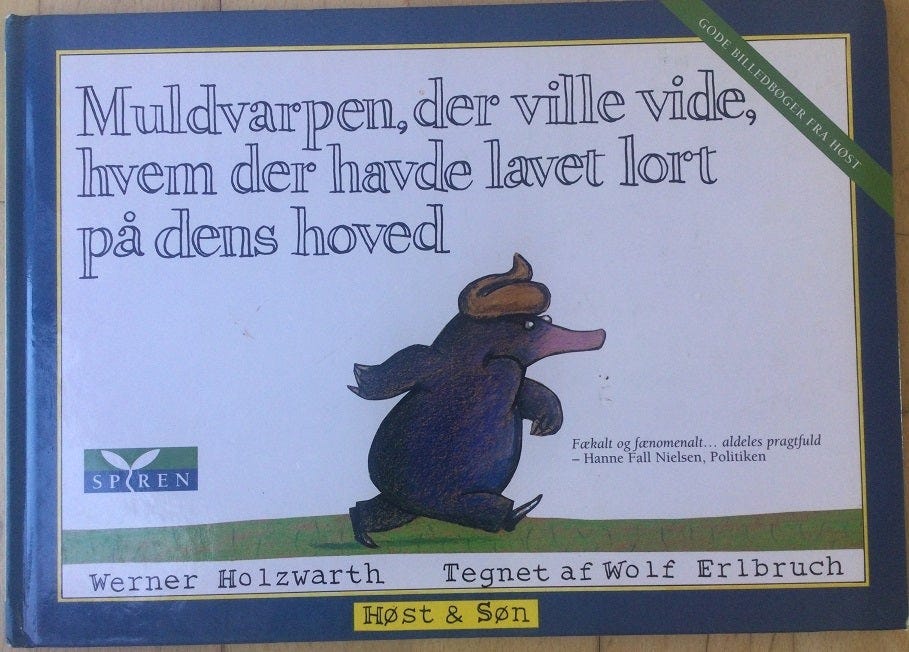 GODE BILLEDBØGER FRA HØST
Muldvarpen, der ville vide,
hvem der havde lavet lort
på dens hoved
Fækalt og fænomenalt... aldeles pragtfuld
– Hanne Fall Nielsen, Politiken
SPIREN
Werner Holzwarth
Tegnet af Wolf Erlbruch
Høst & Søn